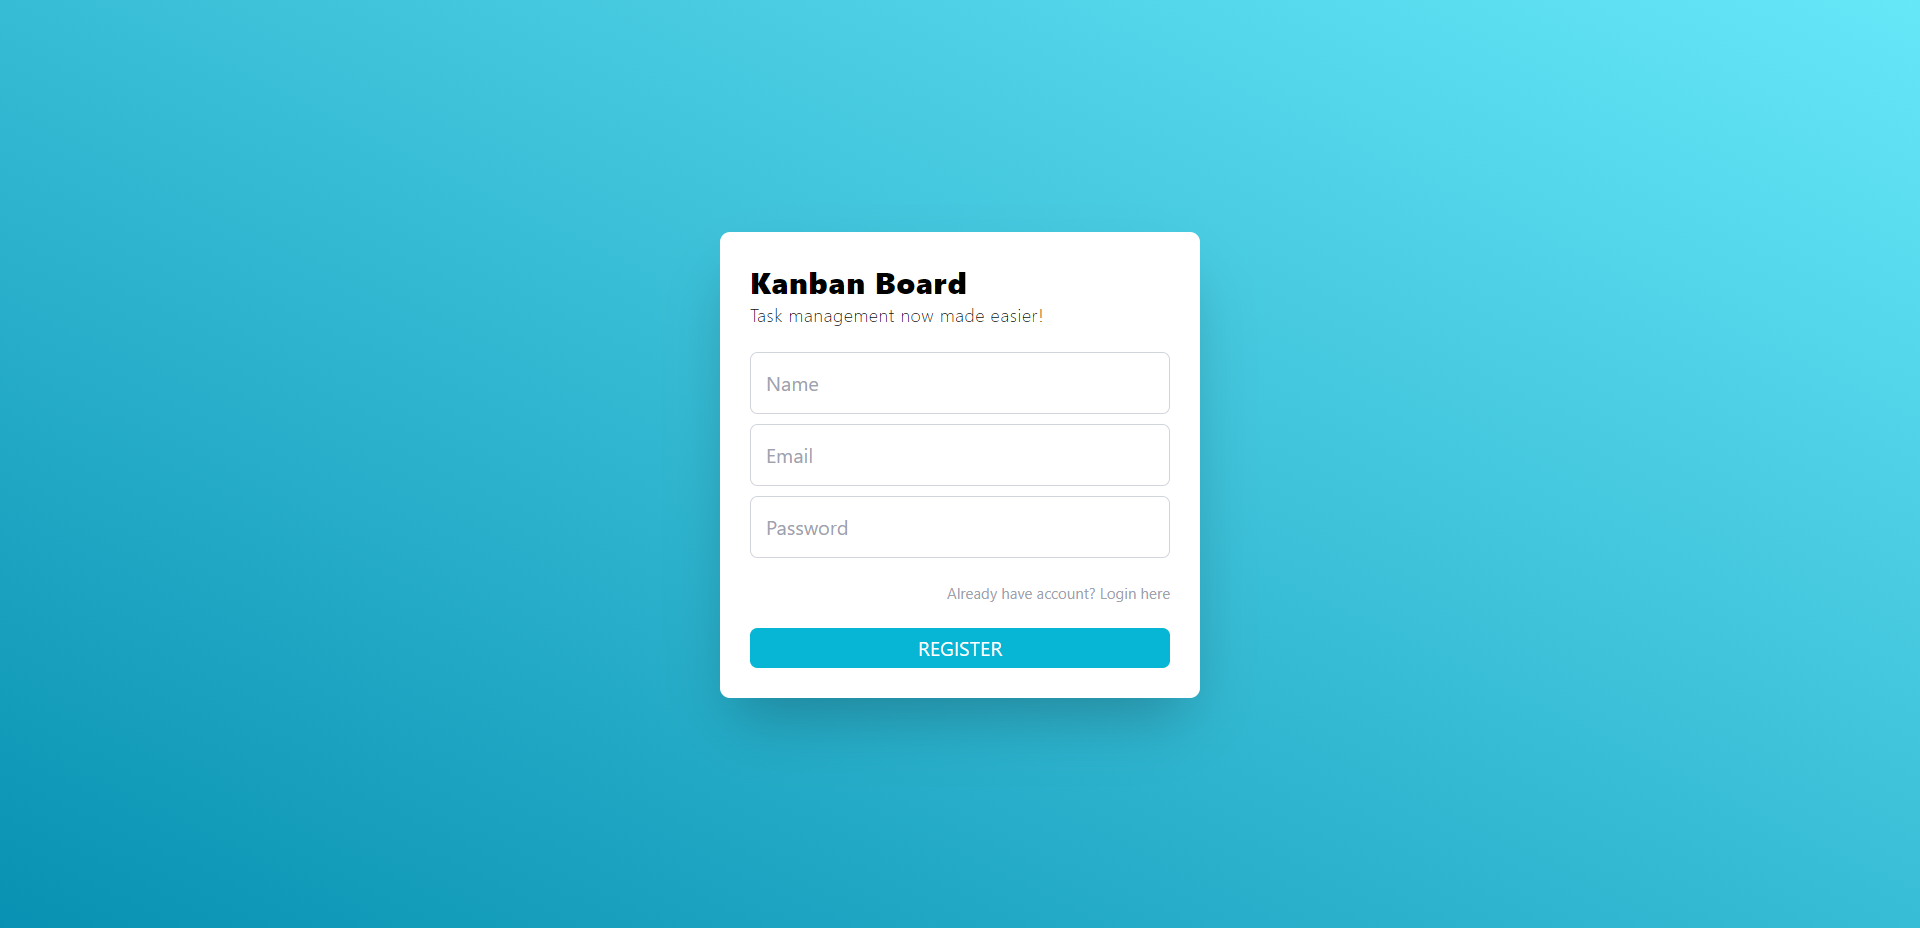 Kanban Board
Task management now made easier!
Name
Email
Password
Already have account? Login here
REGISTER